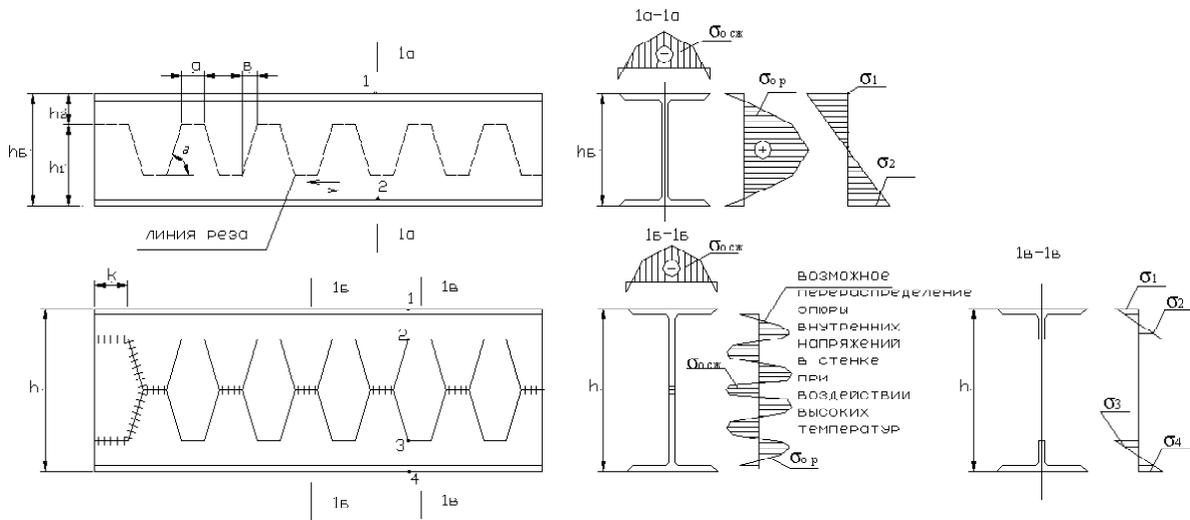 1а
а
в
1
h2
hБ
h1
а
x
2
линия реза
1а
1а-1а
σо сж
−
σо р
σ1
hБ
+
σ2
k
1Б
1в
1
2
h
3
4
1Б
1в
1Б-1Б
σо сж
−
возможное
перераспределение
эпюры
внутренних
напряжений
в стенке
при
воздействии
высоких
температур
h
σо сж
σо р
1в-1в
σ1
σ2
h
σ3
σ4